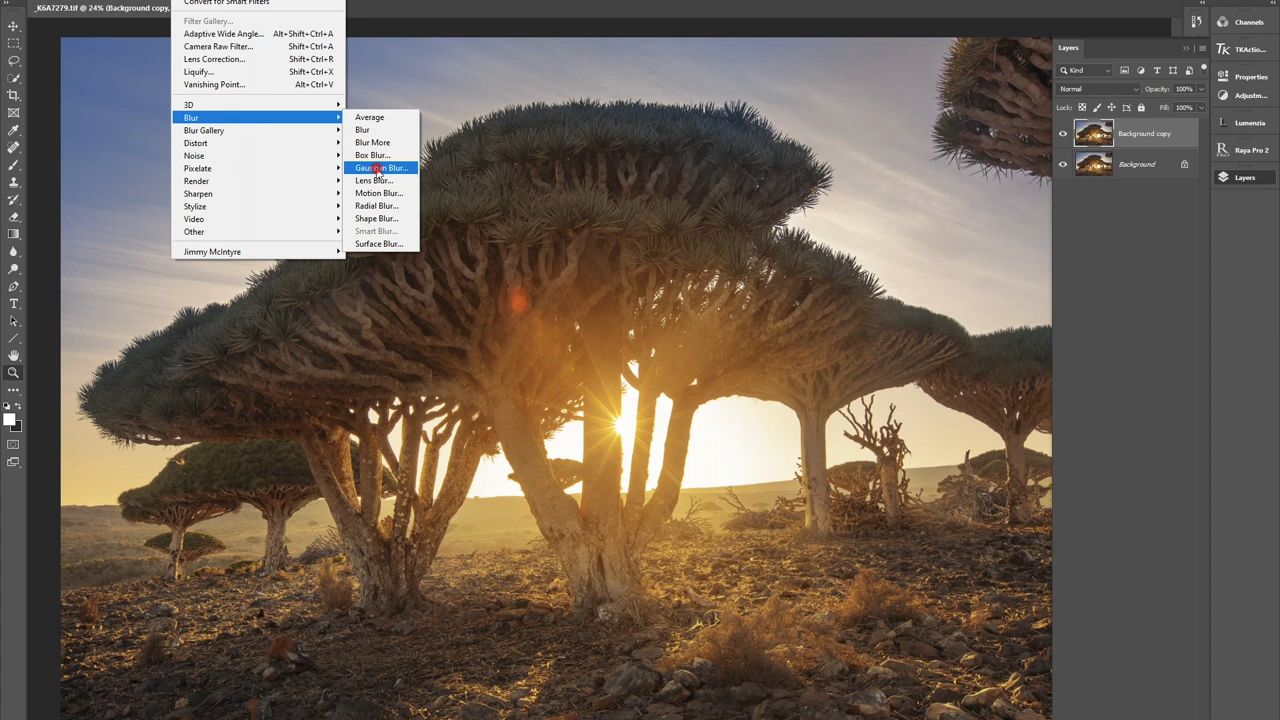 _K6A7279.tif @ 24% (Background copy,
Convert for Smart Filters
Filter Gallery...
Adaptive Wide Angle... Alt+Shift+Ctrl+A
Camera Raw Filter... Shift+Ctrl+A
Lens Correction... Shift+Ctrl+R
Liquify... Shift+Ctrl+X
Vanishing Point... Alt+Ctrl+V
3D
Blur
Blur Gallery
Distort
Noise
Pixelate
Render
Sharpen
Stylize
Video
Other
Jimmy McIntyre
Average
Blur
Blur More
Box Blur...
Gaussian Blur...
Lens Blur...
Motion Blur...
Radial Blur...
Shape Blur...
Smart Blur...
Surface Blur...
Layers
Kind
Normal Opacity: 100%
Lock: Fill: 100%
Background copy
Background
Channels
TKActio...
Properties
Adjustm...
Lumenzia
Raya Pro 2
Layers